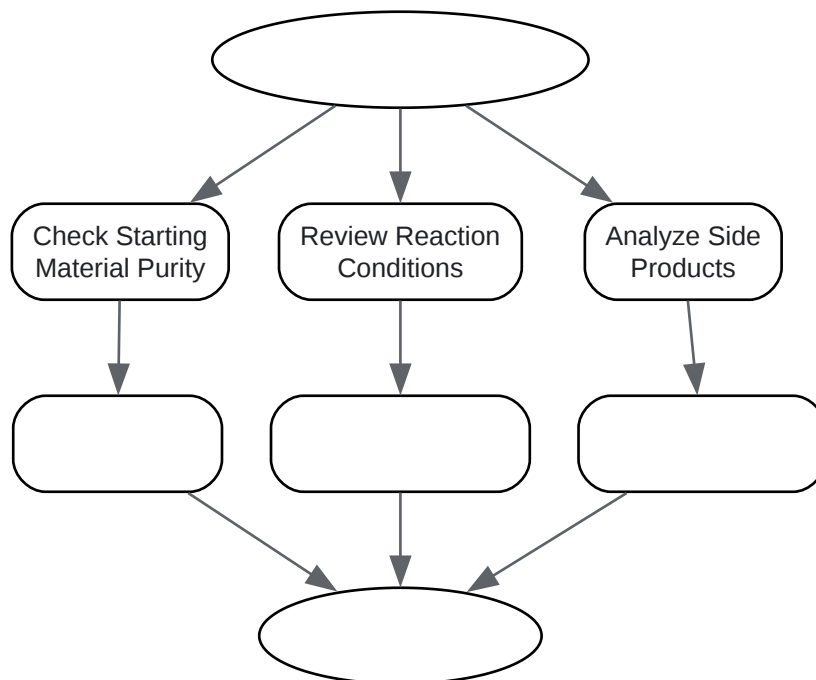 Check Starting
Material Purity
Review Reaction
Conditions
Analyze Side
Products